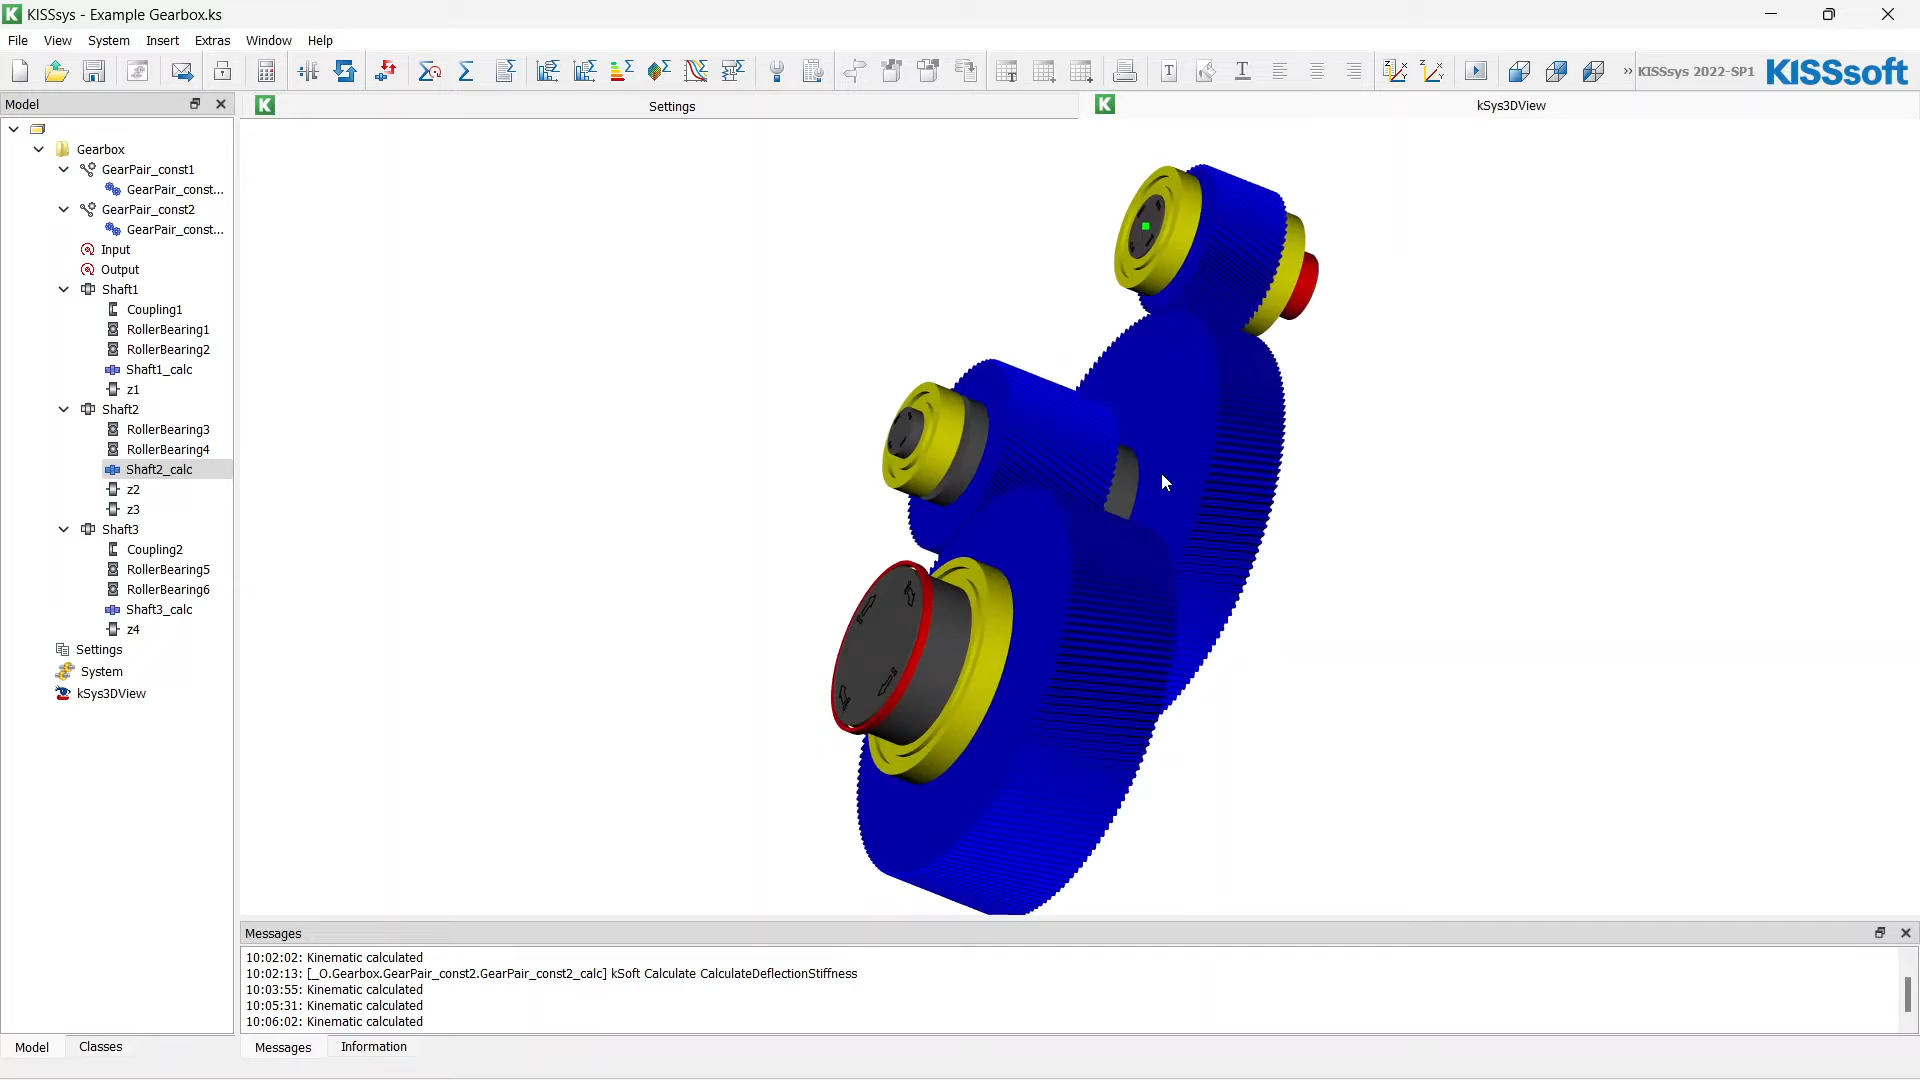 KISSsys - Example Gearbox.ks
File View System Insert Extras Window Help
KISSsys 2022-SP1 KISSsoft
Model
Settings
kSys3DView
Gearbox
GearPair_const1
GearPair_const...
GearPair_const2
GearPair_const...
Input
Output
Shaft1
Coupling1
RollerBearing1
RollerBearing2
Shaft1_calc
z1
Shaft2
RollerBearing3
RollerBearing4
Shaft2_calc
z2
z3
Shaft3
Coupling2
RollerBearing5
RollerBearing6
Shaft3_calc
z4
Settings
System
kSys3DView
Messages
10:02:02: Kinematic calculated
10:02:13: [_O.Gearbox.GearPair_const2.GearPair_const2_calc] kSoft Calculate CalculateDeflectionStiffness
10:03:55: Kinematic calculated
10:05:31: Kinematic calculated
10:06:02: Kinematic calculated
Model Classes
Messages Information